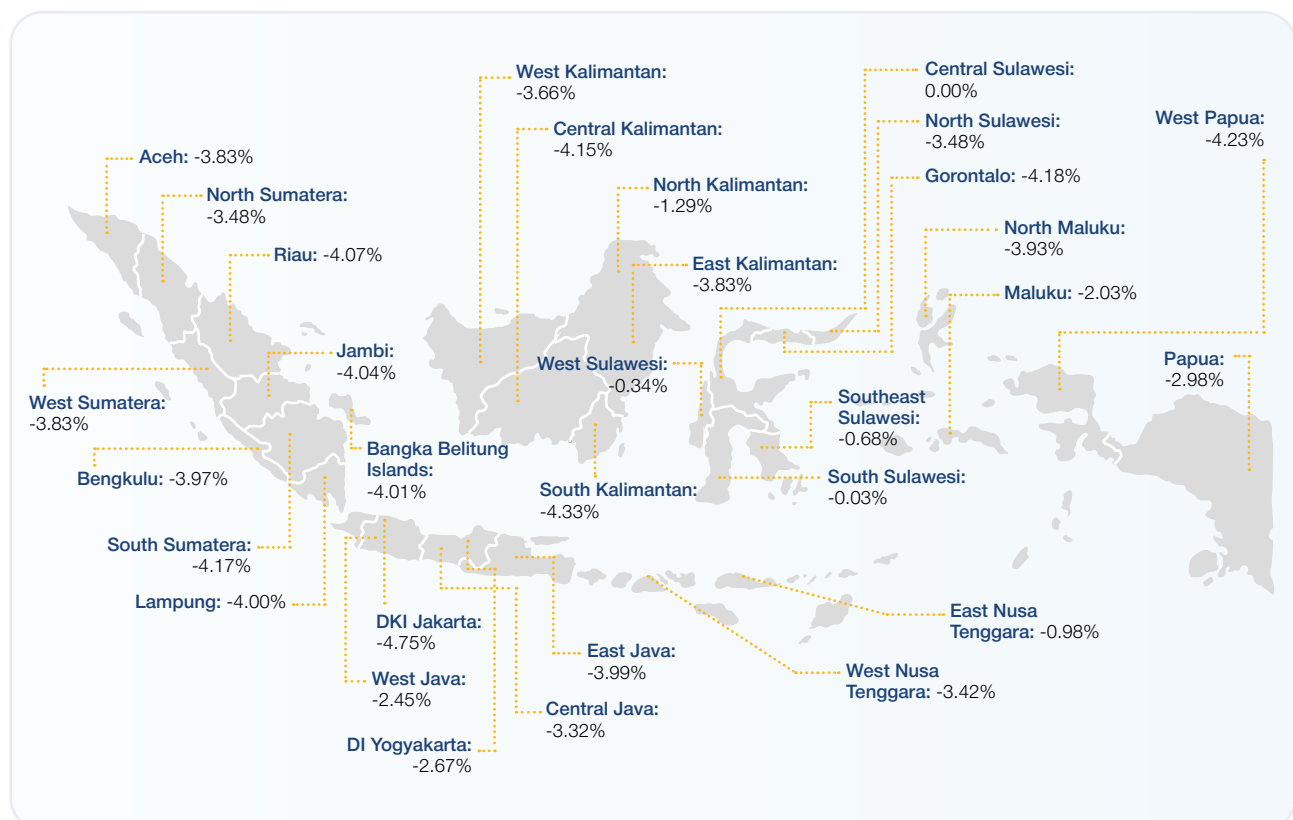 West Kalimantan:
-3.66%
Central Sulawesi:
0.00%
Central Kalimantan:
-4.15%
North Sulawesi:
-3.48%
West Papua:
-4.23%
Aceh: -3.83%
North Sumatera:
-3.48%
North Kalimantan:
-1.29%
Gorontalo: -4.18%
Riau: -4.07%
East Kalimantan:
-3.83%
North Maluku:
-3.93%
Maluku: -2.03%
Jambi:
-4.04%
West Sulawesi:
-0.34%
Papua:
-2.98%
West Sumatera:
-3.83%
Southeast
Sulawesi:
-0.68%
Bengkulu: -3.97%
Bangka Belitung
Islands:
-4.01%
South Kalimantan:
-4.33%
South Sulawesi:
-0.03%
South Sumatera:
-4.17%
Lampung: -4.00%
DKI Jakarta:
-4.75%
East Nusa
Tenggara: -0.98%
West Java:
-2.45%
East Java:
-3.99%
West Nusa
Tenggara: -3.42%
Central Java:
-3.32%
DI Yogyakarta:
-2.67%